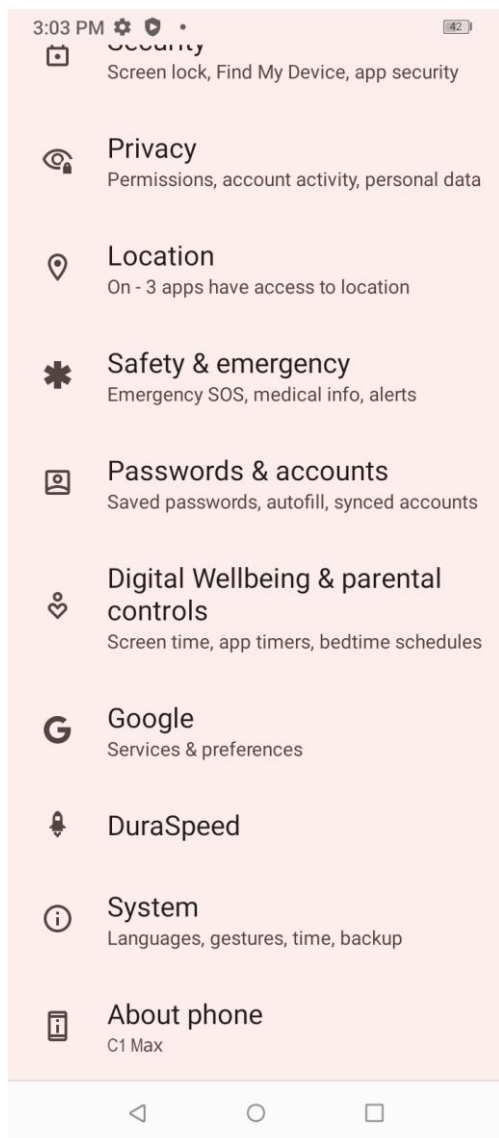 3:03 PM
42
Security
Screen lock, Find My Device, app security
Privacy
Permissions, account activity, personal data
Location
On - 3 apps have access to location
Safety & emergency
Emergency SOS, medical info, alerts
Passwords & accounts
Saved passwords, autofill, synced accounts
Digital Wellbeing & parental
controls
Screen time, app timers, bedtime schedules
Google
Services & preferences
DuraSpeed
System
Languages, gestures, time, backup
About phone
C1 Max